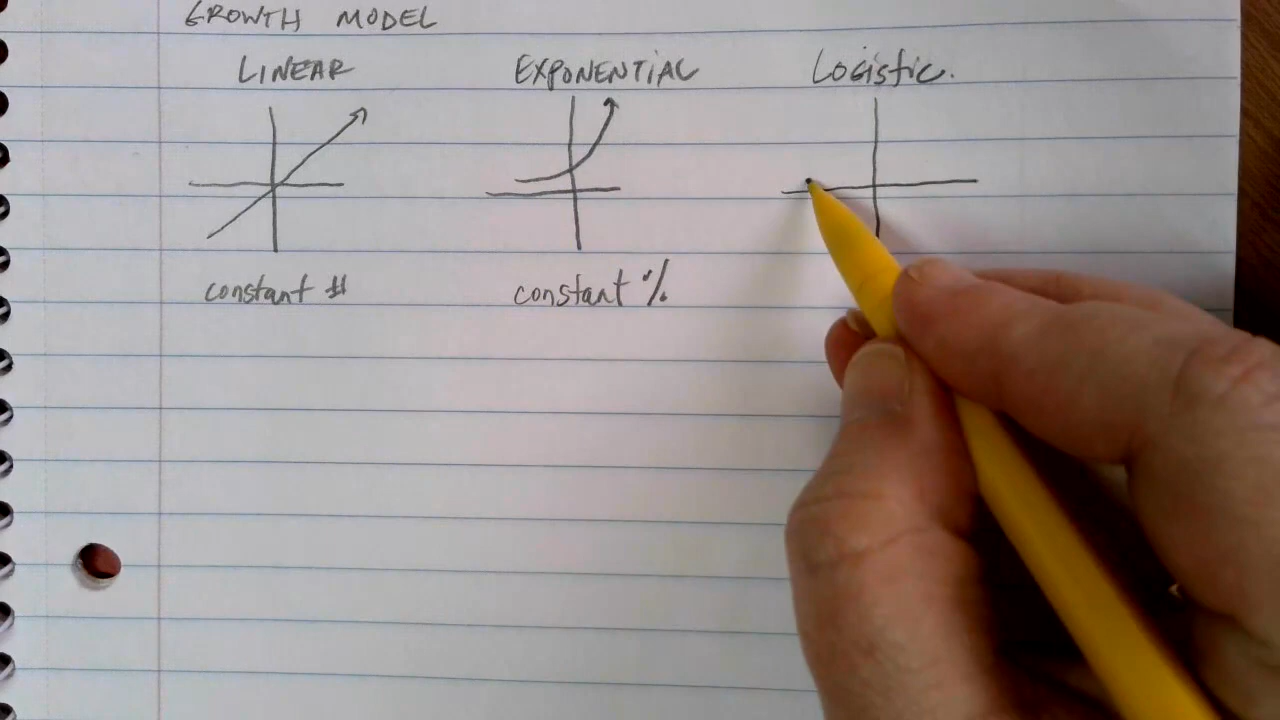 GROWTH MODEL
LINEAR EXPONENTIAL Logistic.
constant # constant %